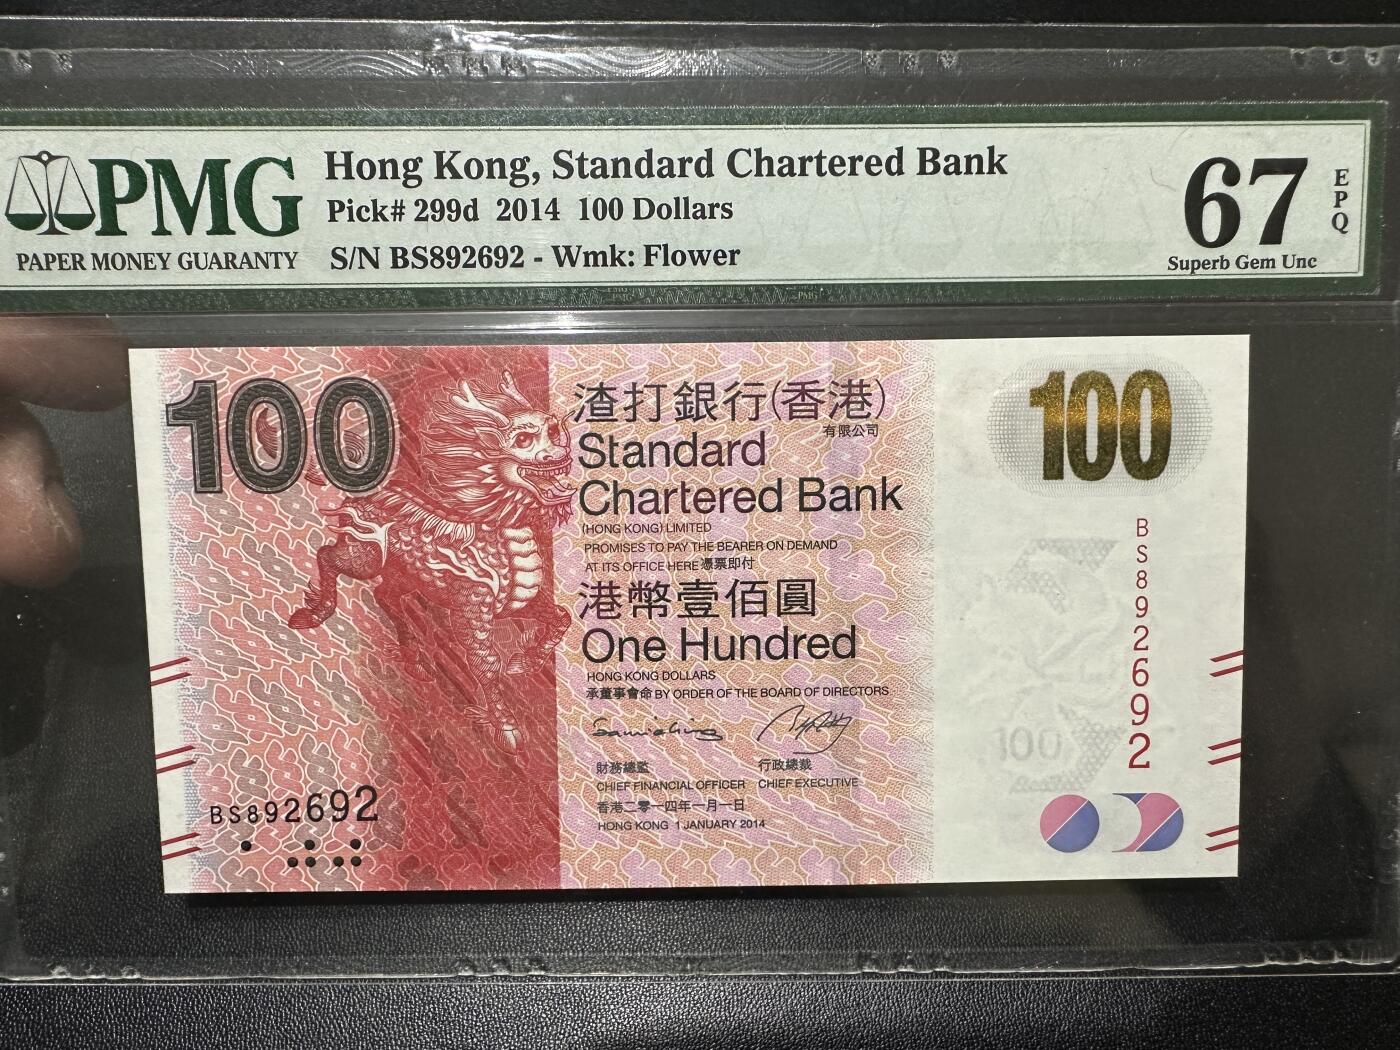 PMG
PAPER MONEY GUARANTY
Hong Kong, Standard Chartered Bank
Pick# 299d 2014 100 Dollars
S/N BS892692 - Wmk: Flower
67
EPQ
Superb Gem Unc
100
渣打銀行(香港)
有限公司
Standard
Chartered Bank
(HONG KONG) LIMITED
PROMISES TO PAY THE BEARER ON DEMAND
AT ITS OFFICE HERE 憑票即付
港幣壹佰圓
One Hundred
HONG KONG DOLLARS
承董事會命 BY ORDER OF THE BOARD OF DIRECTORS
財務總監
CHIEF FINANCIAL OFFICER
行政總裁
CHIEF EXECUTIVE
香港二零一四年一月一日
HONG KONG 1 JANUARY 2014
BS892692
100
BS892692
100